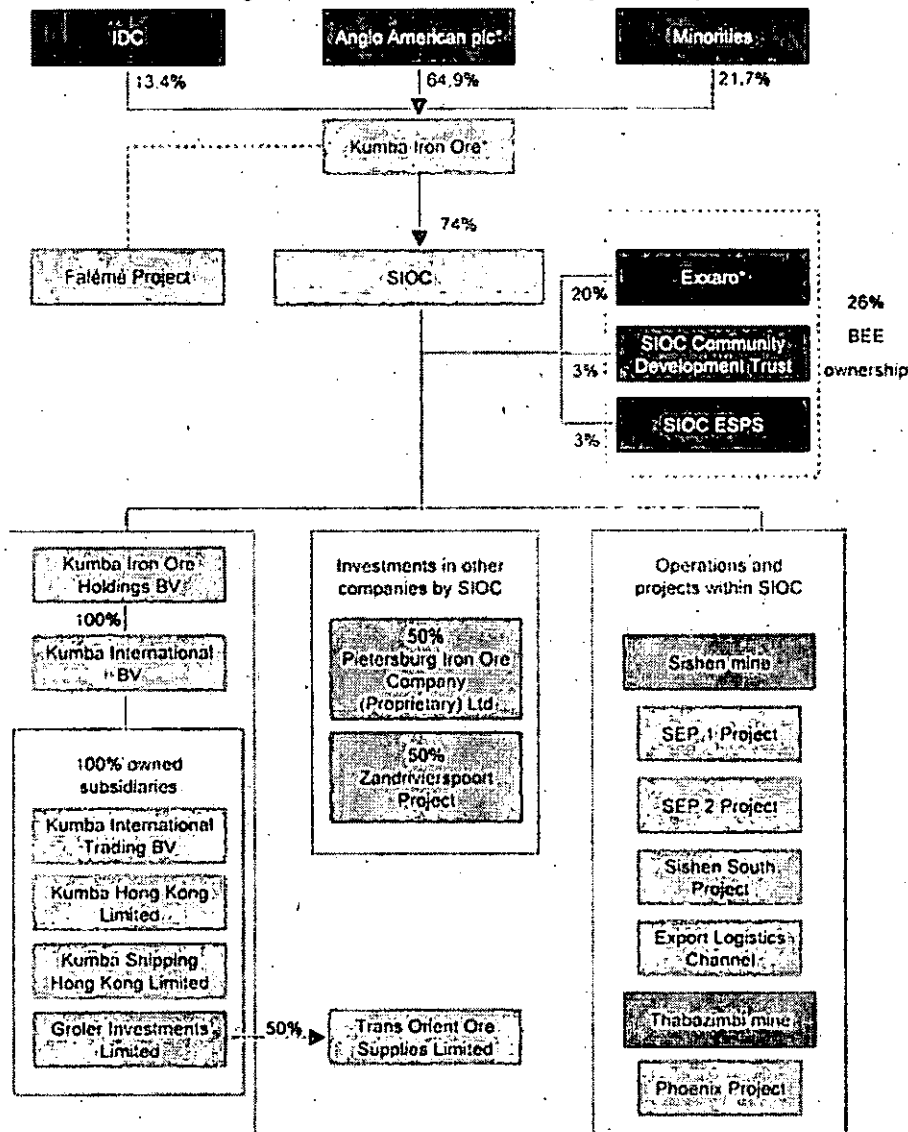 IDC
Anglo American plc*
Minorities
13.4%
64,9%
21,7%
Kumba Iron Ore*
74%
Falémé Project
SIOC
20%
Exxaro*
3%
SIOC Community
Development Trust
3%
SIOC ESPS
26%
BEE
ownership
Kumba Iron Ore
Holdings BV
100%
Kumba International
BV
100% owned
subsidiaries
Kumba International
Trading BV
Kumba Hong Kong
Limited
Kumba Shipping
Hong Kong Limited
Groler Investments
Limited
50%
Trans Orient Ore
Supplies Limited
Investments in other
companies by SIOC
50%
Pietersburg Iron Ore
Company
(Proprietary) Ltd
50%
Zandrivierspoort
Project
Operations and
projects within SIOC
Sishen mine
SEP 1 Project
SEP 2 Project
Sishen South
Project
Export Logistics
Channel
Thabazimbi mine
Phoenix Project